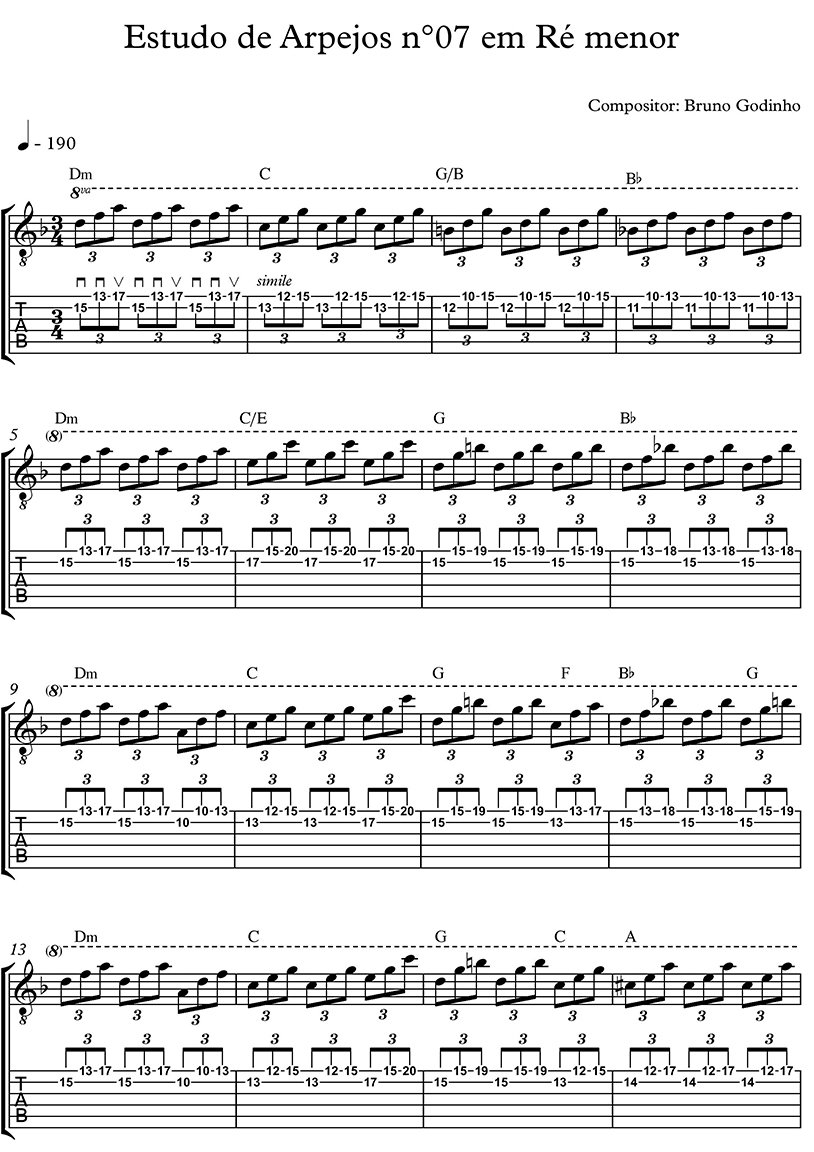 Estudo de Arpejos n°07 em Ré menor
Compositor: Bruno Godinho
♩ - 190
Dm C G/B B♭
8va
3 4
8
3 3 3 3 3 3 3 3 3 3 3 3
simile
13-17 13-17 13-17 12-15 12-15 12-15 10-15 10-15 10-15 10-13 10-13 10-13
T A B 3 4 15 15 15 13 13 13 12 12 12 11 11 11
3 3 3 3 3 3 3 3 3 3 3 3
Dm C/E G B♭
5 (8)
8
3 3 3 3 3 3 3 3 3 3 3 3
3 3 3 3 3 3 3 3 3 3 3 3
13-17 13-17 13-17 15-20 15-20 15-20 15-19 15-19 15-19 13-18 13-18 13-18
T A B 15 15 15 17 17 17 15 15 15 15 15 15
Dm C G F B♭ G
9 (8)
8
3 3 3 3 3 3 3 3 3 3 3 3
3 3 3 3 3 3 3 3 3 3 3 3
13-17 13-17 10-13 12-15 12-15 15-20 15-19 15-19 13-17 13-18 13-18 15-19
T A B 15 15 10 13 13 17 15 15 13 15 15 15
Dm C G C A
13 (8)
8
3 3 3 3 3 3 3 3 3 3 3 3
3 3 3 3 3 3 3 3 3 3 3 3
13-17 13-17 10-13 12-15 12-15 15-20 15-19 15-19 12-15 12-17 12-17 12-17
T A B 15 15 10 13 13 17 15 15 13 14 14 14